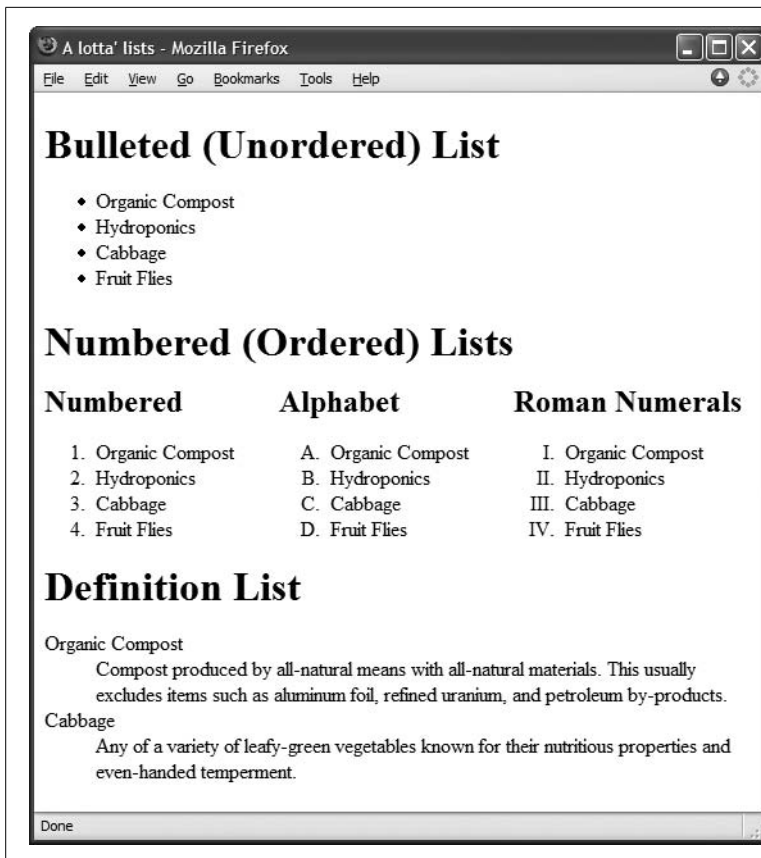 A lotta' lists - Mozilla Firefox
File Edit View Go Bookmarks Tools Help
Bulleted (Unordered) List
• Organic Compost
• Hydroponics
• Cabbage
• Fruit Flies
Numbered (Ordered) Lists
Numbered Alphabet Roman Numerals
1. Organic Compost A. Organic Compost I. Organic Compost
2. Hydroponics B. Hydroponics II. Hydroponics
3. Cabbage C. Cabbage III. Cabbage
4. Fruit Flies D. Fruit Flies IV. Fruit Flies
Definition List
Organic Compost
Compost produced by all-natural means with all-natural materials. This usually
excludes items such as aluminum foil, refined uranium, and petroleum by-products.
Cabbage
Any of a variety of leafy-green vegetables known for their nutritious properties and
even-handed temperment.
Done